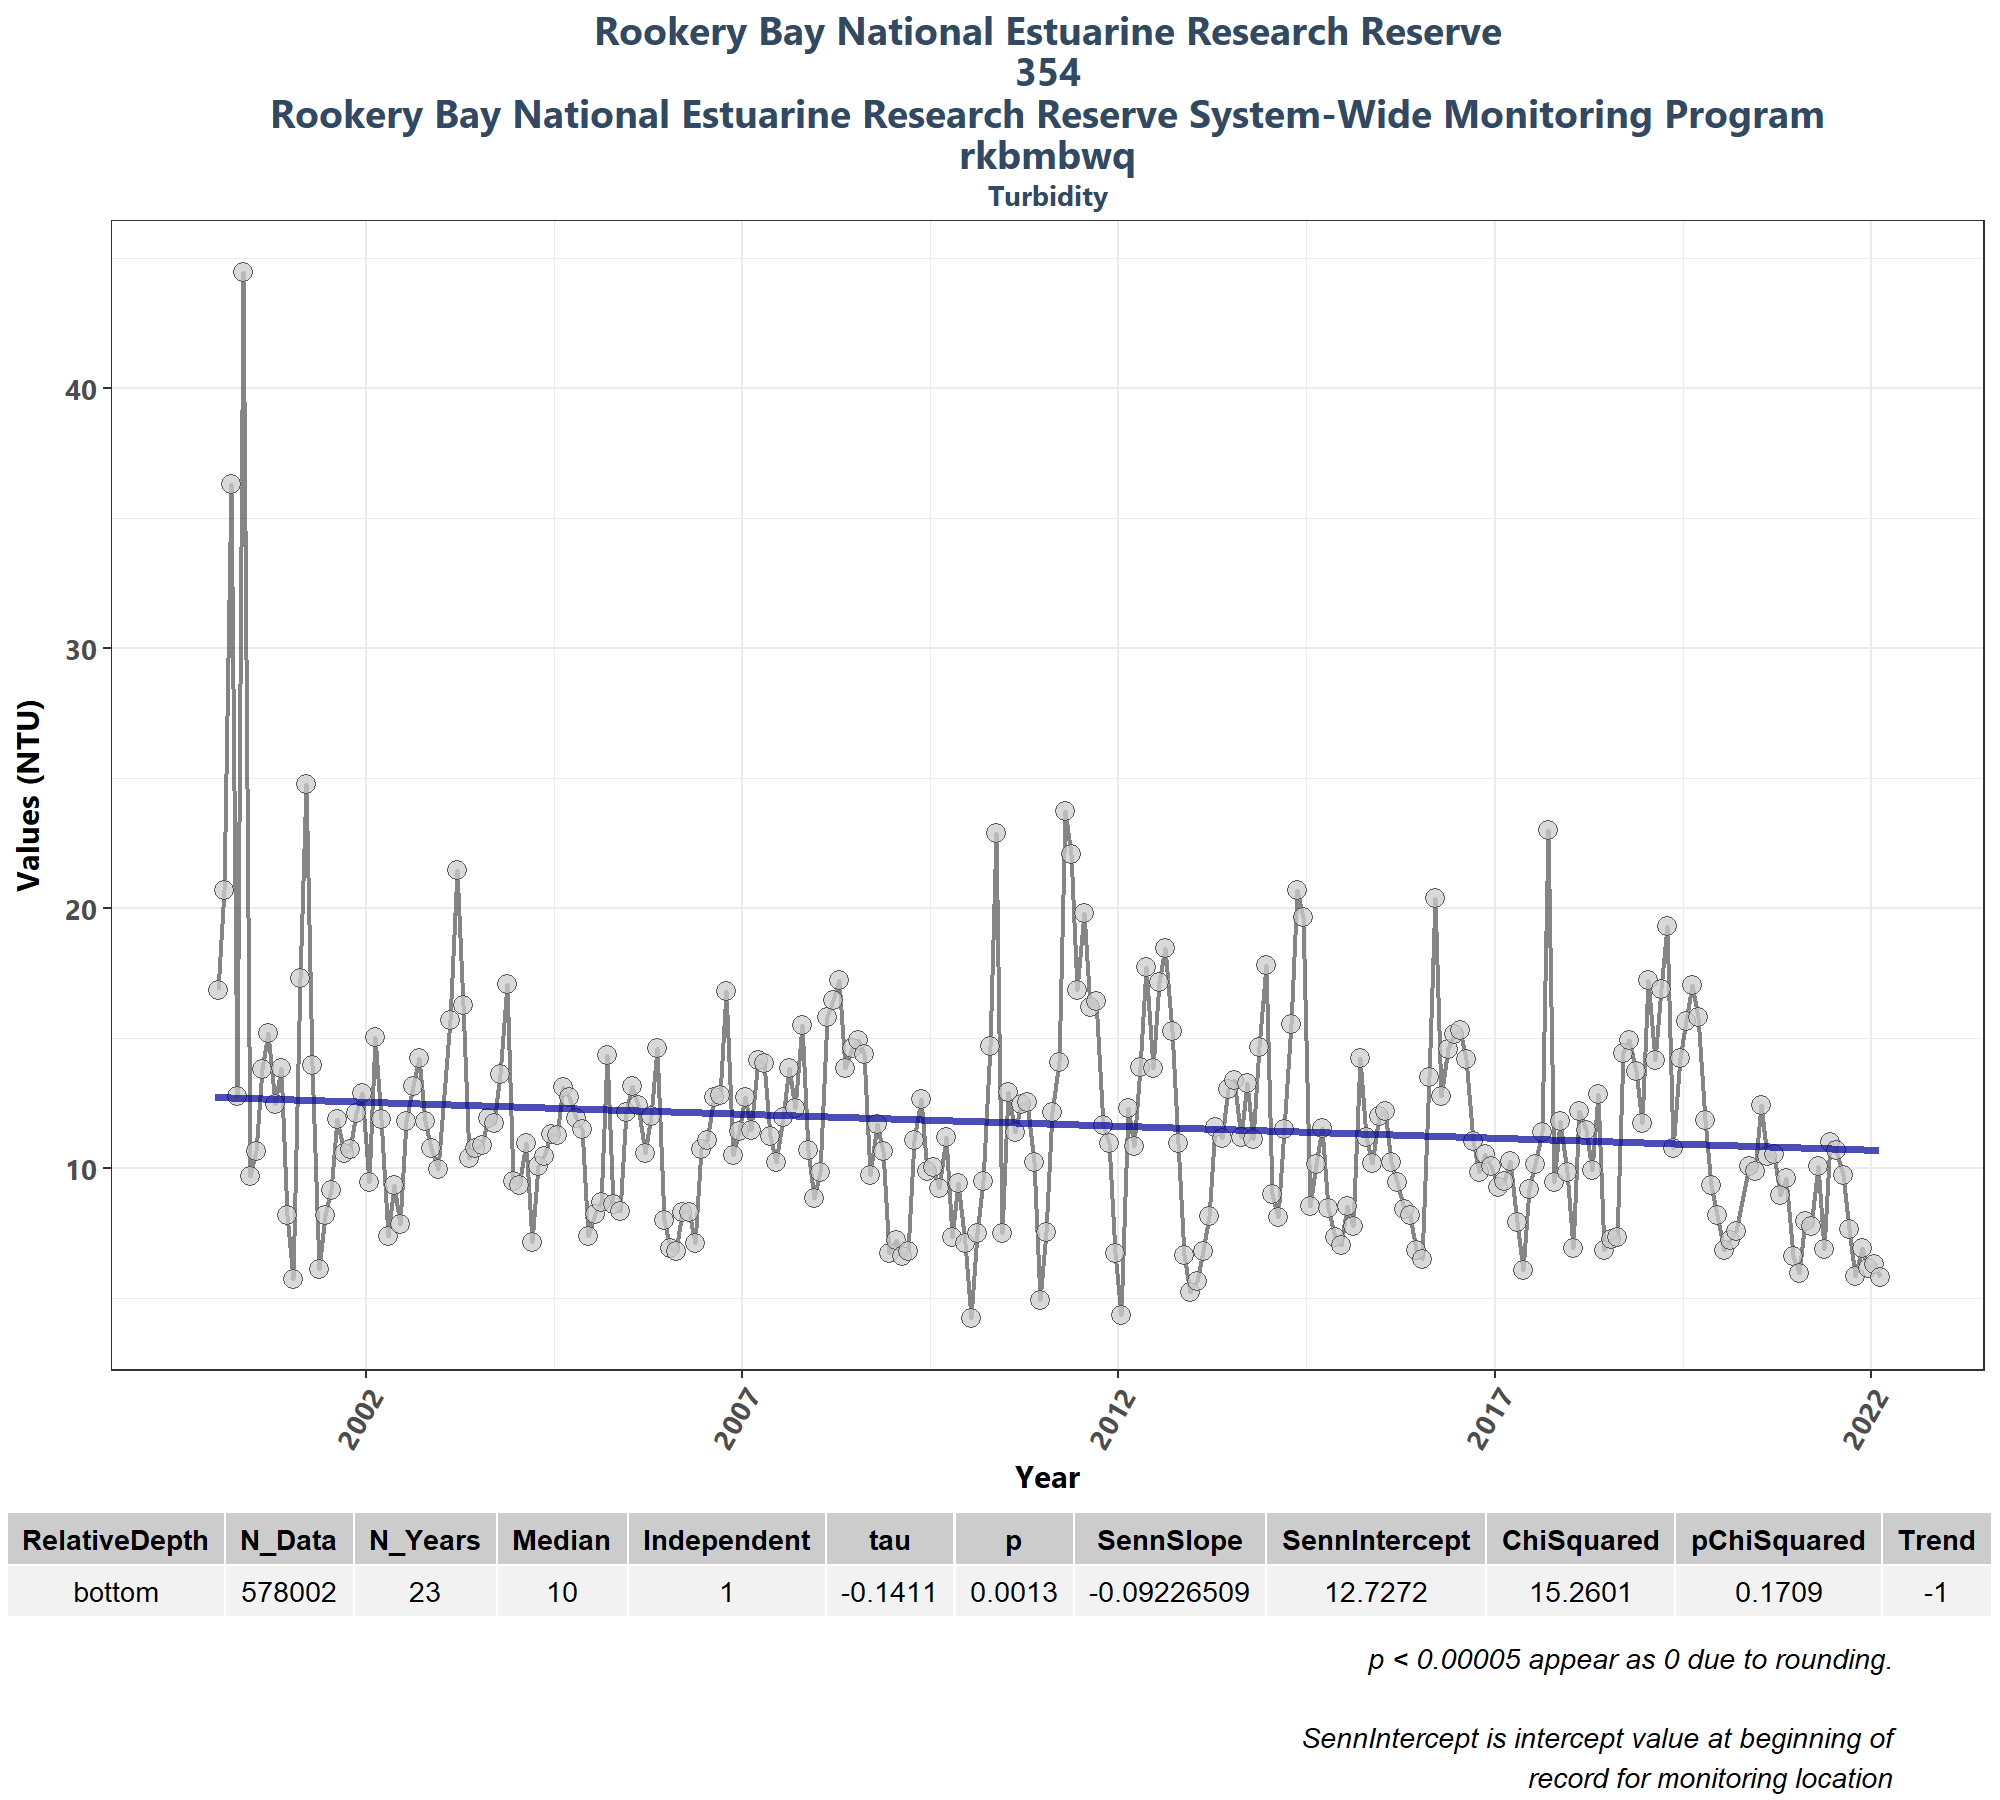 Rookery Bay National Estuarine Research Reserve
354
Rookery Bay National Estuarine Research Reserve System-Wide Monitoring Program
rkbmbwq
Turbidity
Values (NTU)
40
30
20
10
2002
2007
2012
2017
2022
Year
RelativeDepth N_Data N_Years Median Independent tau p SennSlope SennIntercept ChiSquared pChiSquared Trend
bottom 578002 23 10 1 -0.1411 0.0013 -0.09226509 12.7272 15.2601 0.1709 -1
p < 0.00005 appear as 0 due to rounding.
SennIntercept is intercept value at beginning of
record for monitoring location